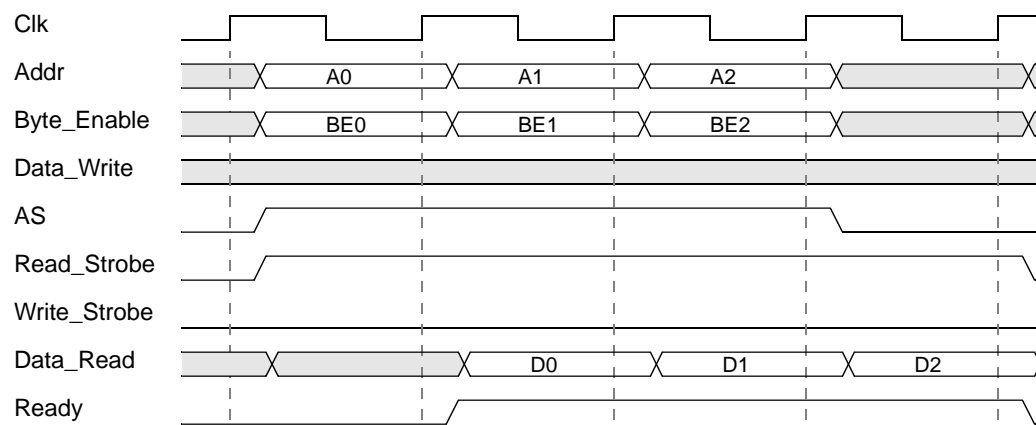 Clk
Addr A0 A1 A2
Byte_Enable BE0 BE1 BE2
Data_Write
AS
Read_Strobe
Write_Strobe
Data_Read D0 D1 D2
Ready